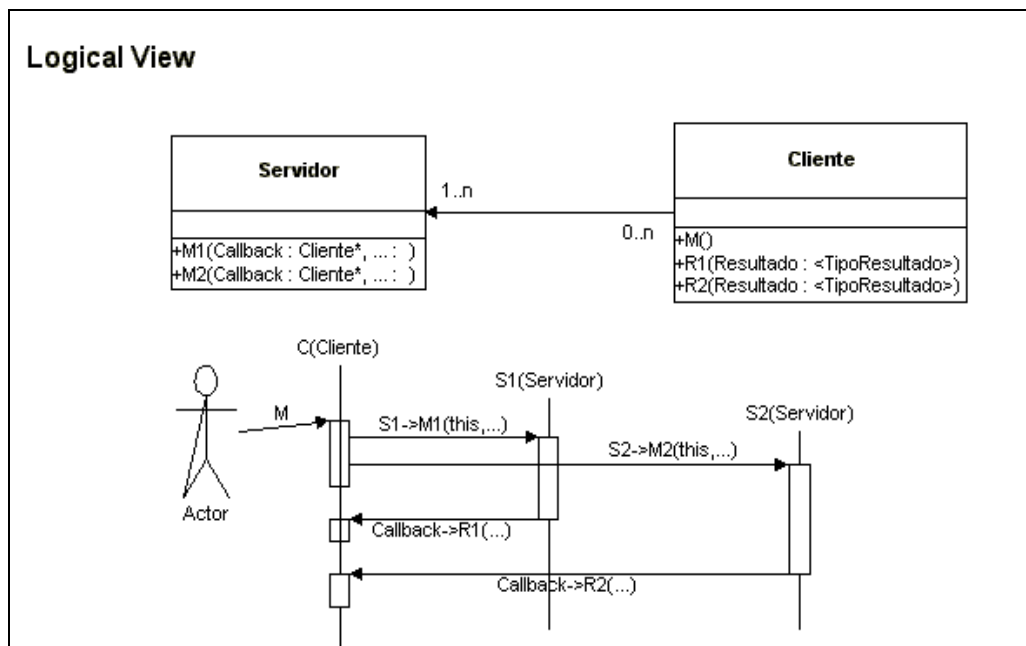 Logical View
Servidor
+M1(Callback : Cliente*, ... : )
+M2(Callback : Cliente*, ... : )
1..n
0..n
Cliente
+M()
+R1(Resultado : <TipoResultado>)
+R2(Resultado : <TipoResultado>)
C(Cliente)
S1(Servidor)
S2(Servidor)
M
S1->M1(this,...)
S2->M2(this,...)
Actor
Callback->R1(...)
Callback->R2(...)